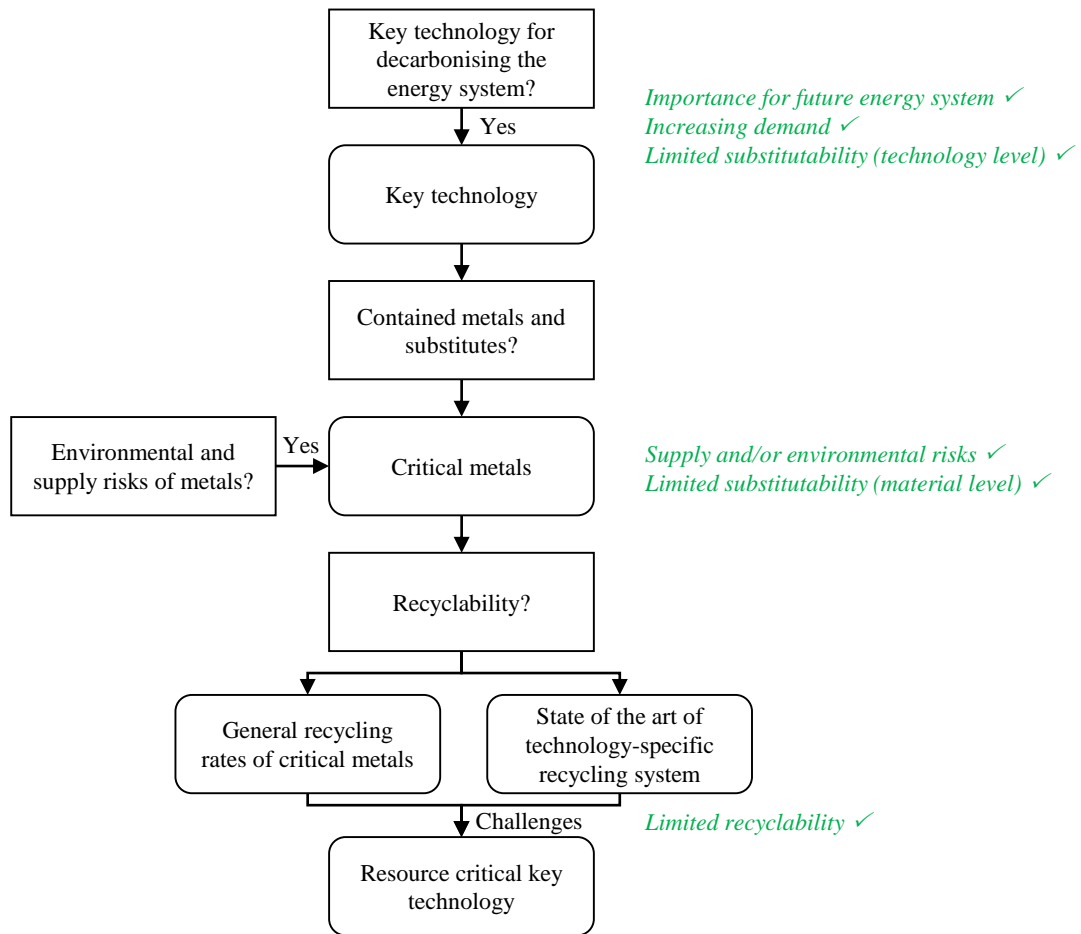 Key technology for
decarbonising the
energy system?
Importance for future energy system ✓
Increasing demand ✓
Limited substitutability (technology level) ✓
Yes
Key technology
Contained metals and
substitutes?
Environmental and
supply risks of metals?
Yes
Critical metals
Supply and/or environmental risks ✓
Limited substitutability (material level) ✓
Recyclability?
General recycling
rates of critical metals
State of the art of
technology-specific
recycling system
Challenges
Limited recyclability ✓
Resource critical key
technology